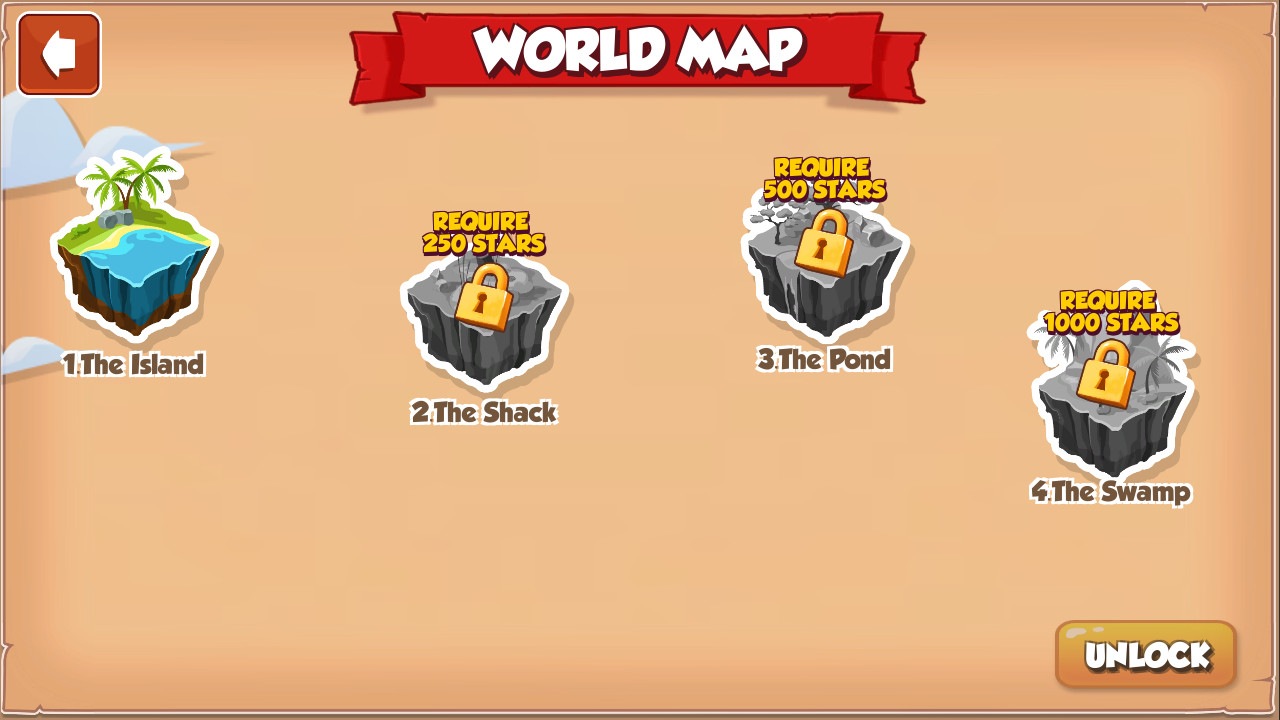 WORLD MAP
1.The Island
REQUIRE
250 STARS
2.The Shack
REQUIRE
500 STARS
3.The Pond
REQUIRE
1000 STARS
4.The Swamp
UNLOCK